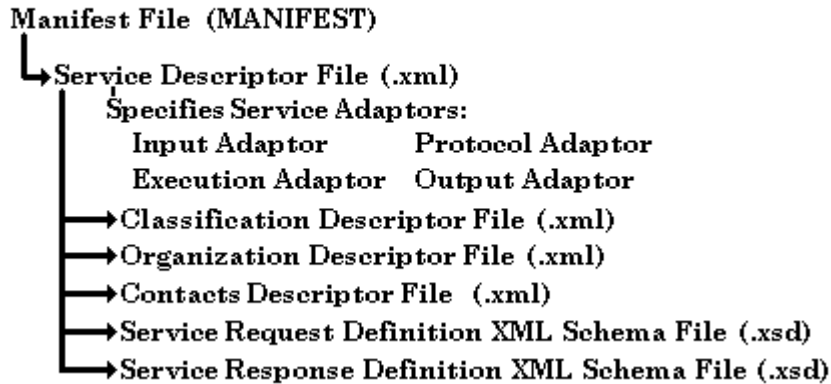 Manifest File (MANIFEST)
Service Descriptor File (.xml)
Specifies Service Adaptors:
Input Adaptor Protocol Adaptor
Execution Adaptor Output Adaptor
Classification Descriptor File (.xml)
Organization Descriptor File (.xml)
Contacts Descriptor File (.xml)
Service Request Definition XML Schema File (.xsd)
Service Response Definition XML Schema File (.xsd)